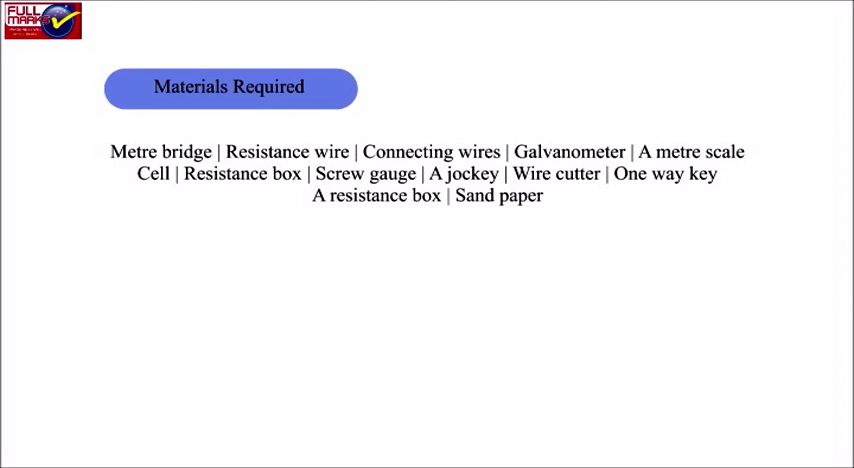 FULL
MARKS
Materials Required
Metre bridge | Resistance wire | Connecting wires | Galvanometer | A metre scale
Cell | Resistance box | Screw gauge | A jockey | Wire cutter | One way key
A resistance box | Sand paper